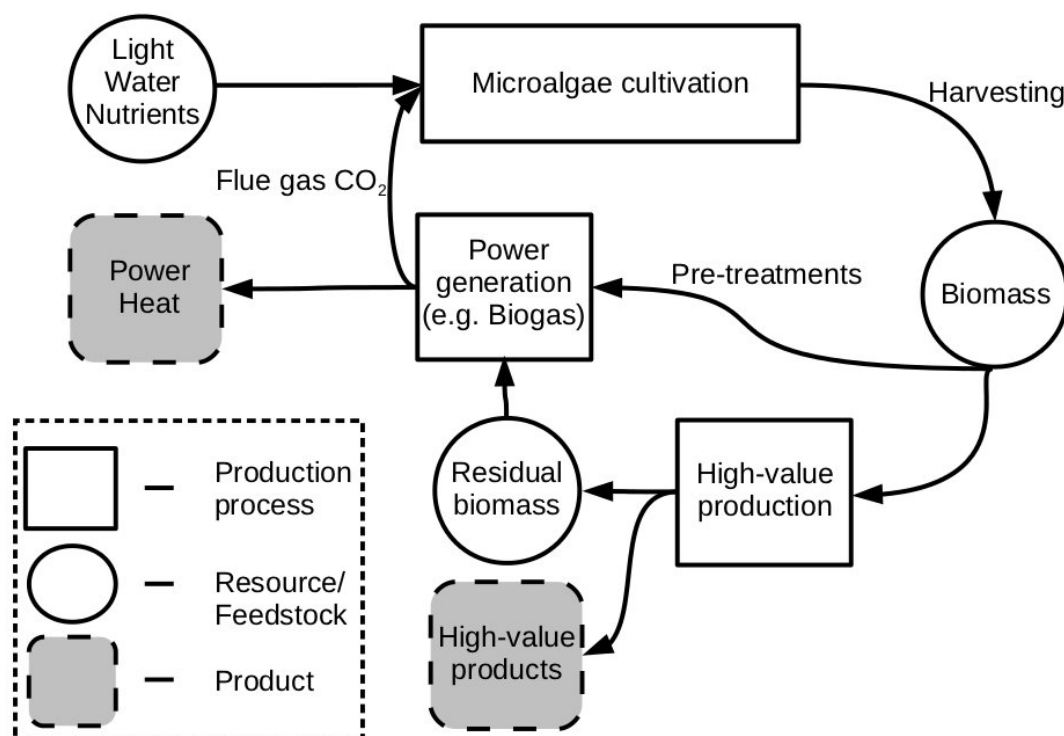 Light
Water
Nutrients
Microalgae cultivation
Harvesting
Flue gas CO₂
Power
Heat
Power
generation
(e.g. Biogas)
Pre-treatments
Biomass
Residual
biomass
High-value
production
High-value
products
Production
process
Resource/
Feedstock
Product